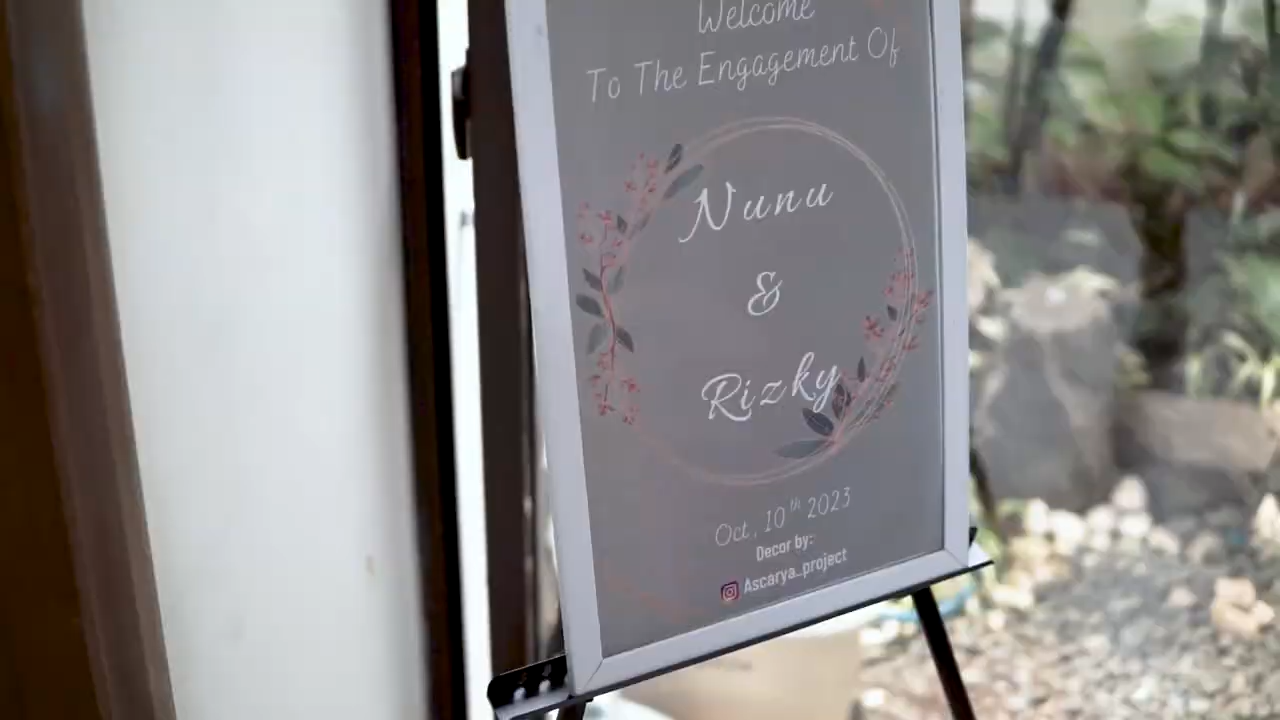 Welcome
To The Engagement Of
Nunu
&
Rizky
Oct, 10th 2023
Decor by:
Ascarya_project